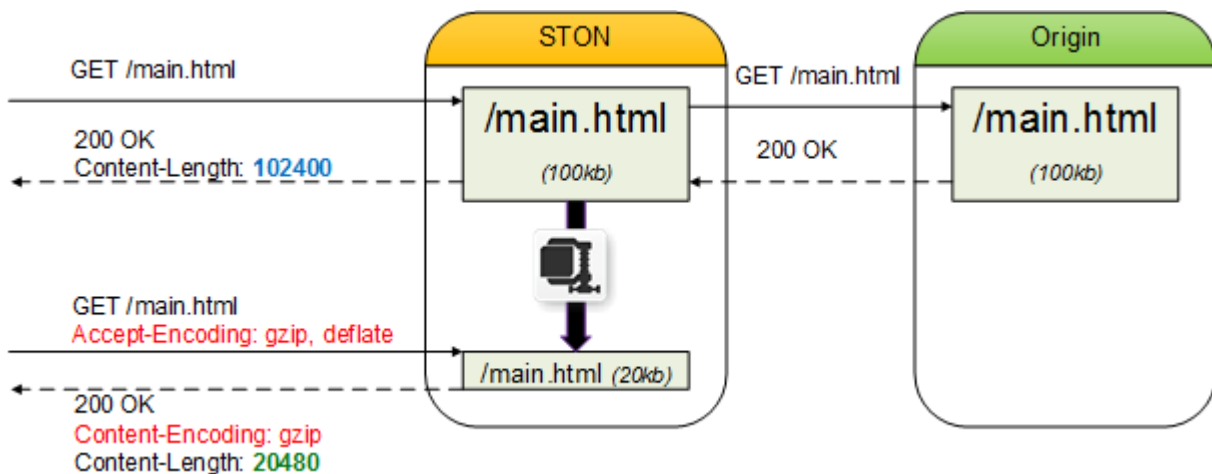 STON
Origin
GET /main.html
GET /main.html
/main.html
(100kb)
/main.html
(100kb)
200 OK
Content-Length: 102400
200 OK
GET /main.html
Accept-Encoding: gzip, deflate
/main.html (20kb)
200 OK
Content-Encoding: gzip
Content-Length: 20480